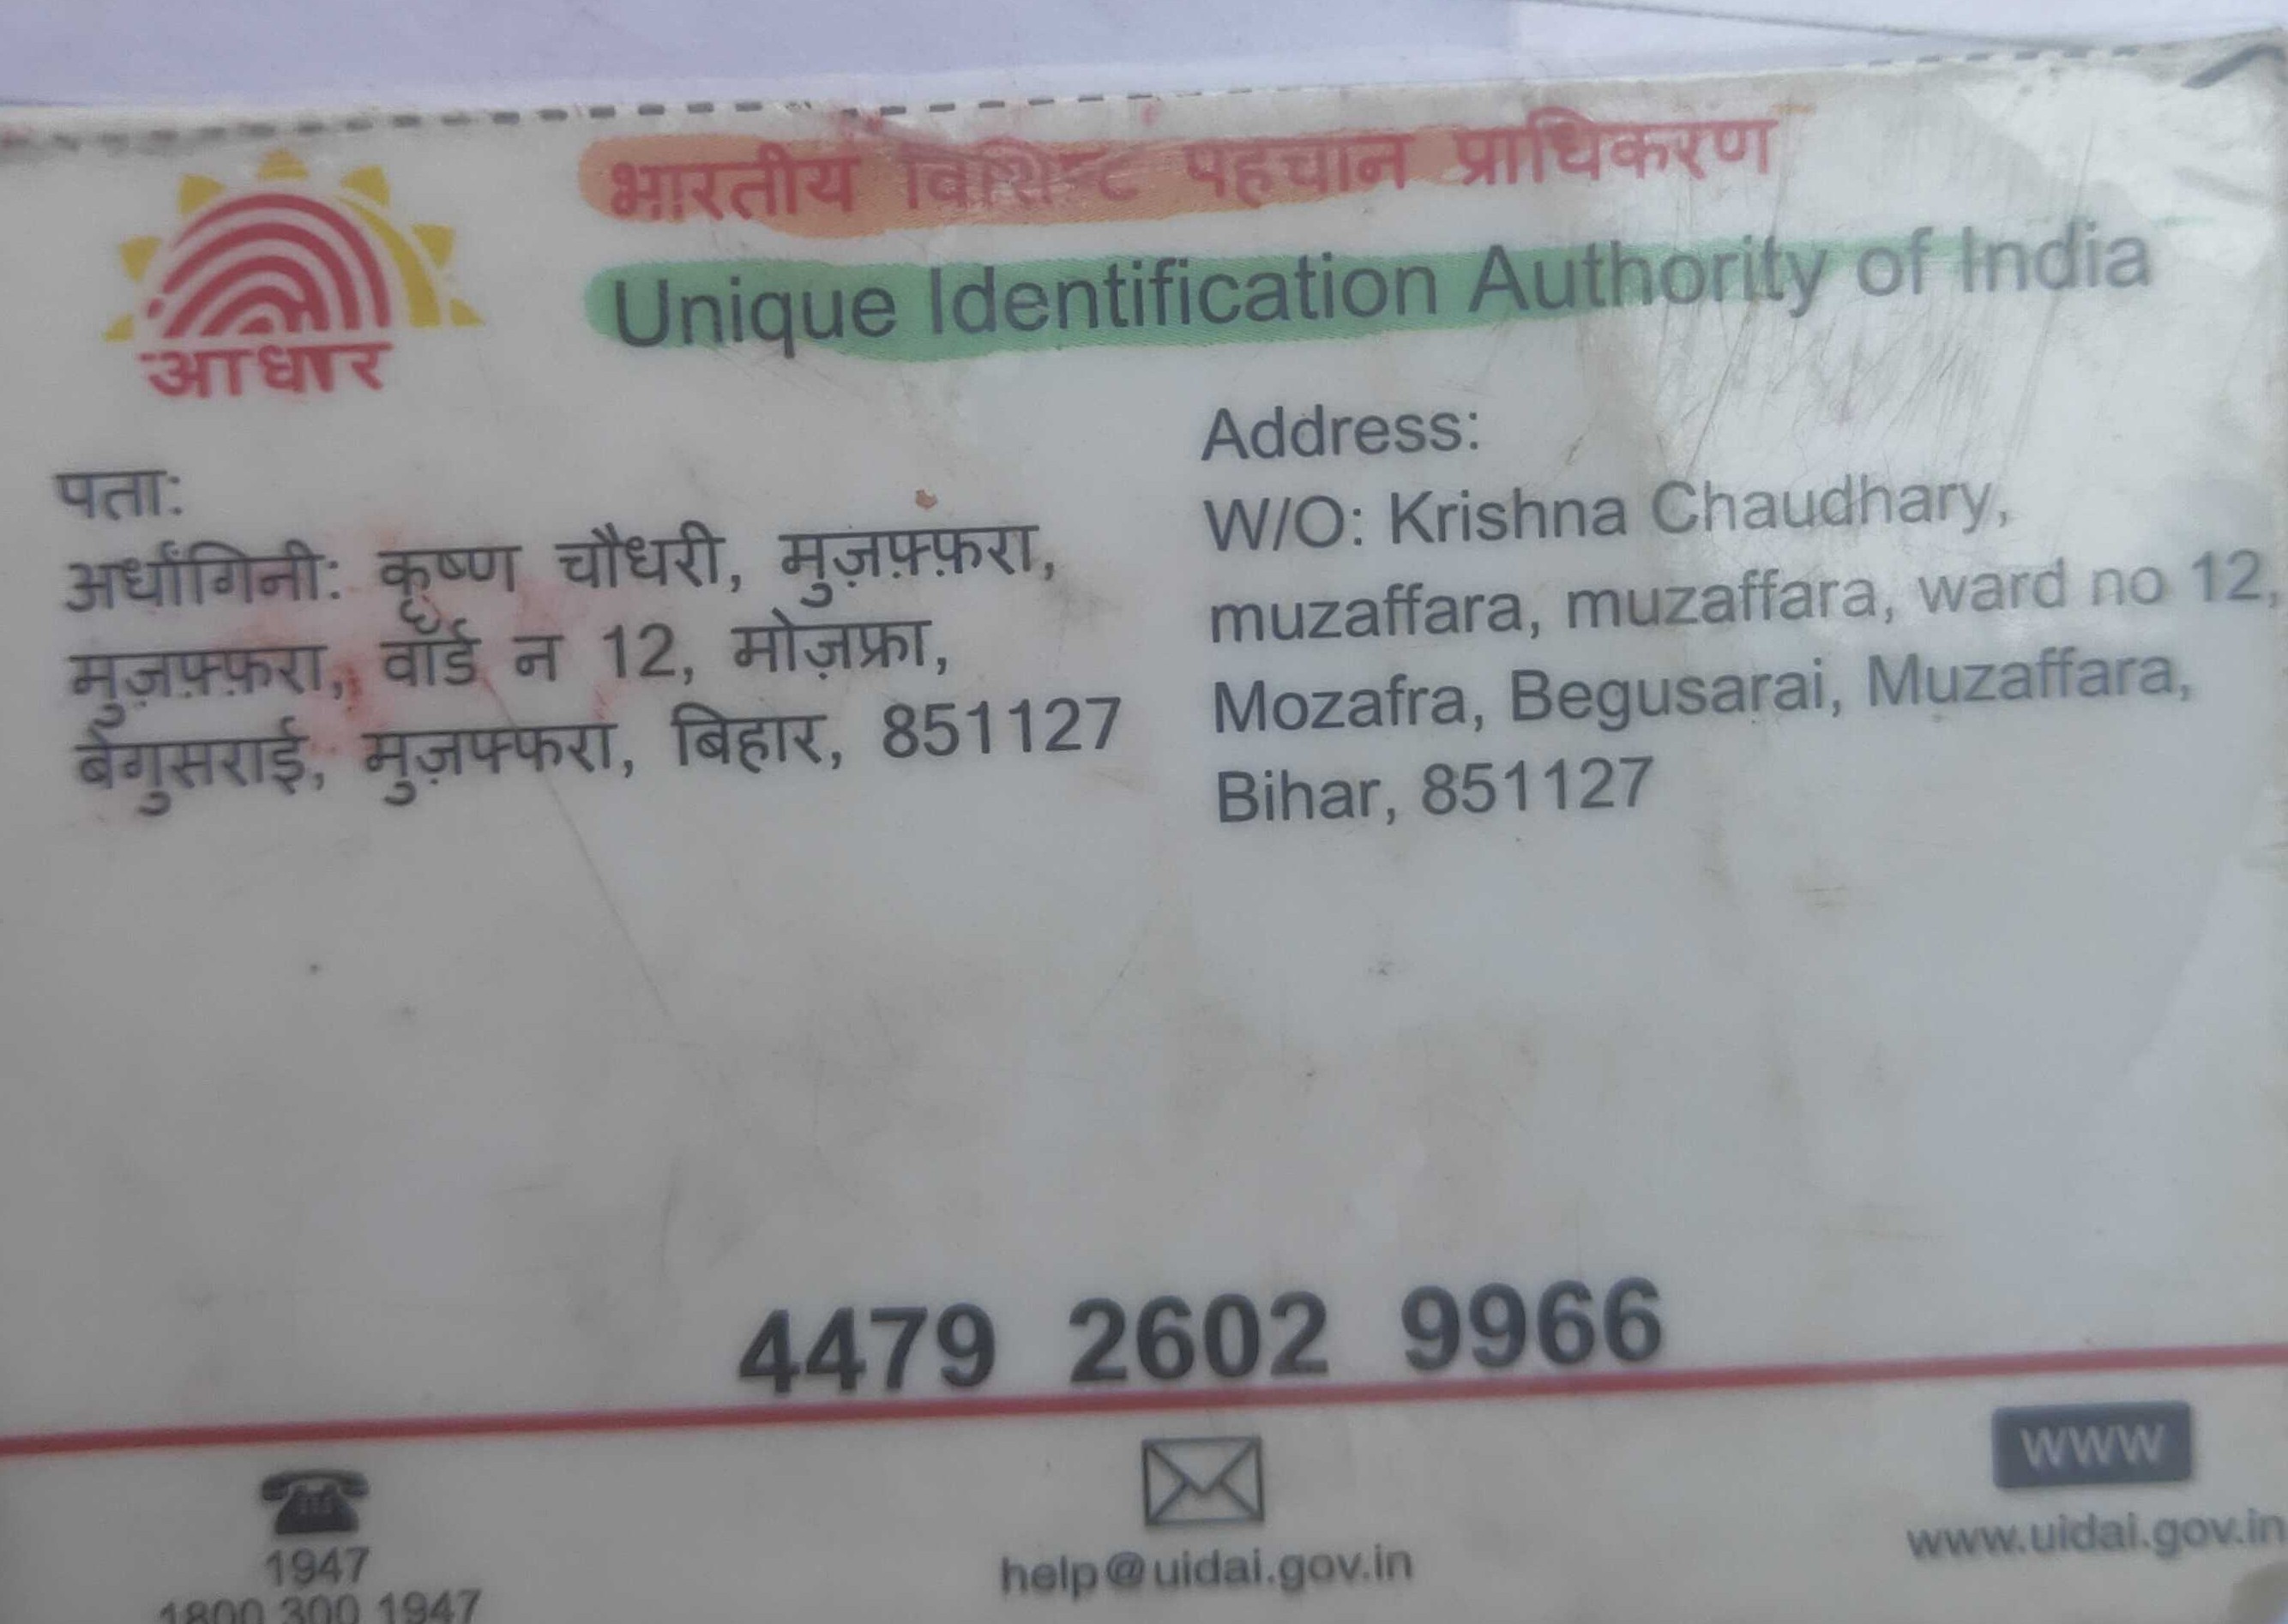 भारतीय विशिष्ट पहचान प्राधिकरण
Unique Identification Authority of India
आधार
पता:
अर्धांगिनी: कृष्ण चौधरी, मुज़फ़्फ़रा,
मुज़फ़्फ़रा, वॉर्ड न 12, मोज़फ्रा,
बेगुसराई, मुज़फ्फरा, बिहार, 851127
Address:
W/O: Krishna Chaudhary,
muzaffara, muzaffara, ward no 12,
Mozafra, Begusarai, Muzaffara,
Bihar, 851127
4479 2602 9966
1947
1800 300 1947
help@uidai.gov.in
WWW
www.uidai.gov.in